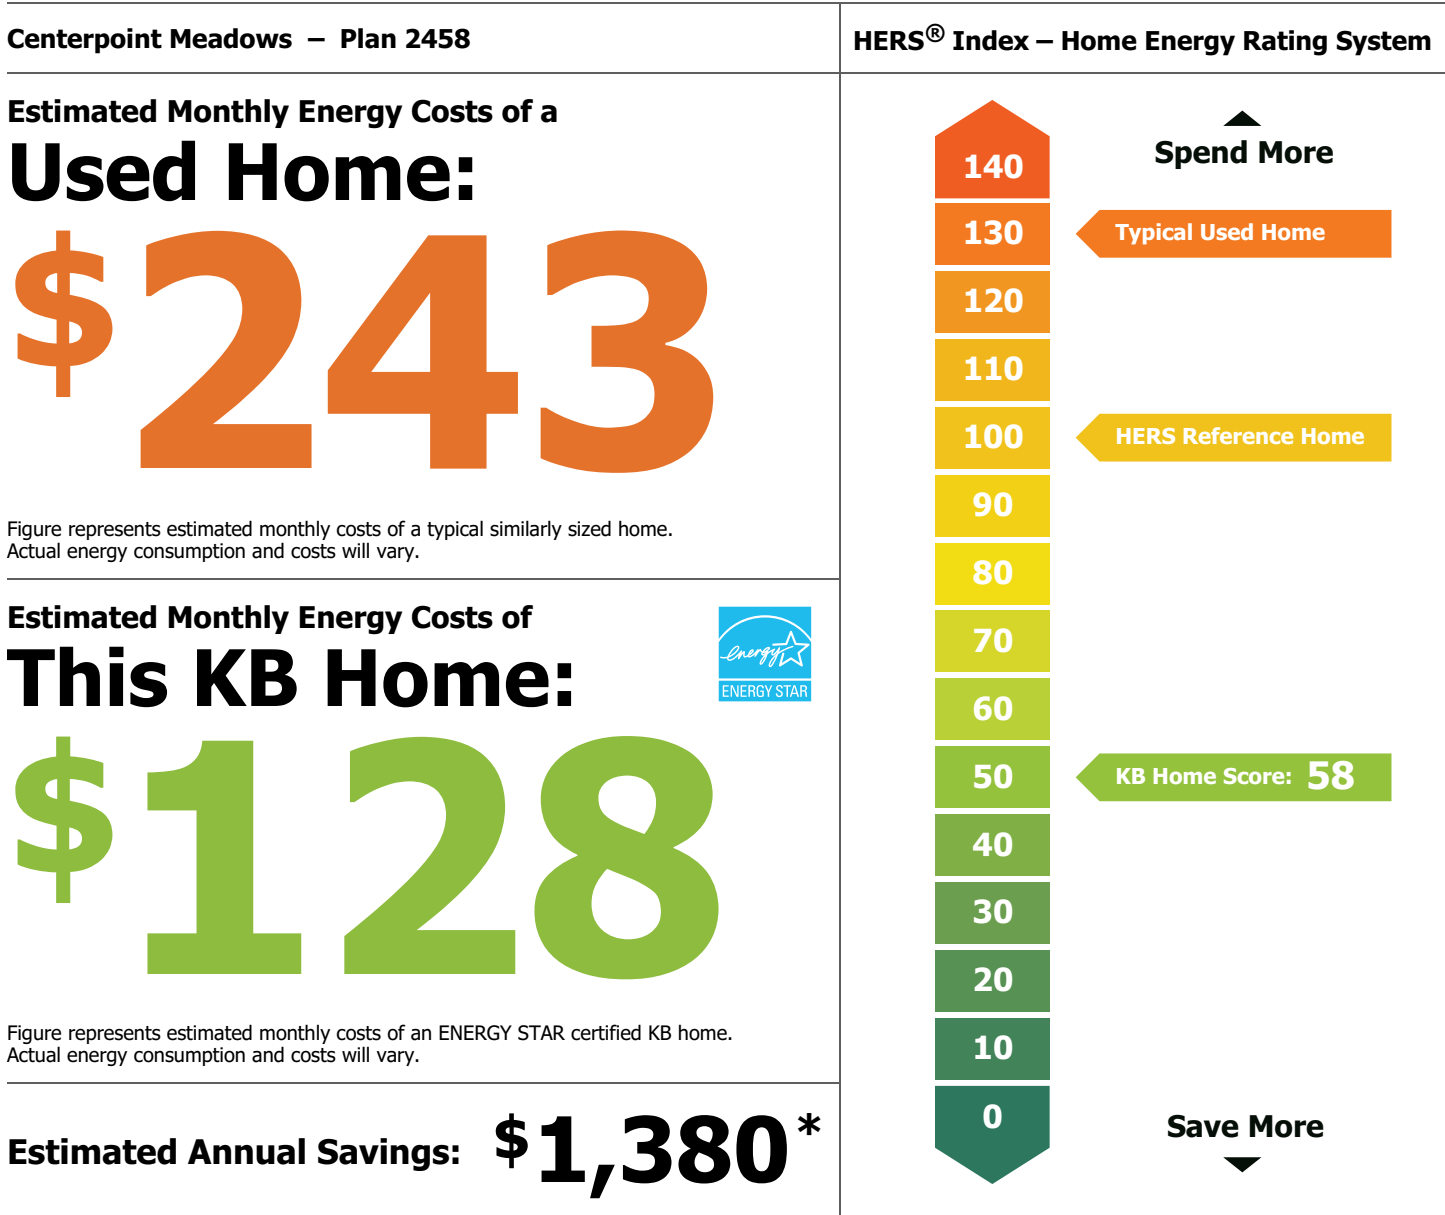 Centerpoint Meadows – Plan 2458
Estimated Monthly Energy Costs of a
Used Home:
$243
Figure represents estimated monthly costs of a typical similarly sized home.
Actual energy consumption and costs will vary.
Estimated Monthly Energy Costs of
This KB Home:
energy
ENERGY STAR
$128
Figure represents estimated monthly costs of an ENERGY STAR certified KB home.
Actual energy consumption and costs will vary.
Estimated Annual Savings: $1,380*
HERS® Index – Home Energy Rating System
Spend More
140
130 Typical Used Home
120
110
100 HERS Reference Home
90
80
70
60
50 KB Home Score: 58
40
30
20
10
0
Save More